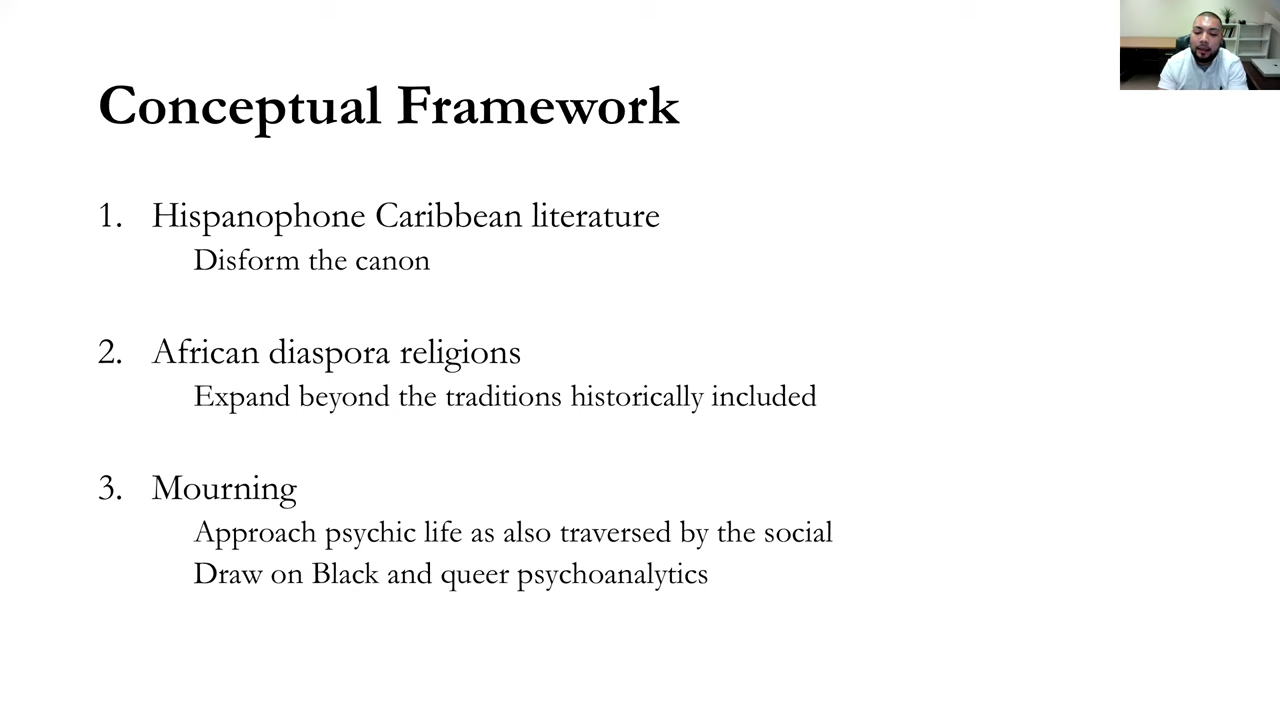 Conceptual Framework
1. Hispanophone Caribbean literature
Disform the canon
2. African diaspora religions
Expand beyond the traditions historically included
3. Mourning
Approach psychic life as also traversed by the social
Draw on Black and queer psychoanalytics